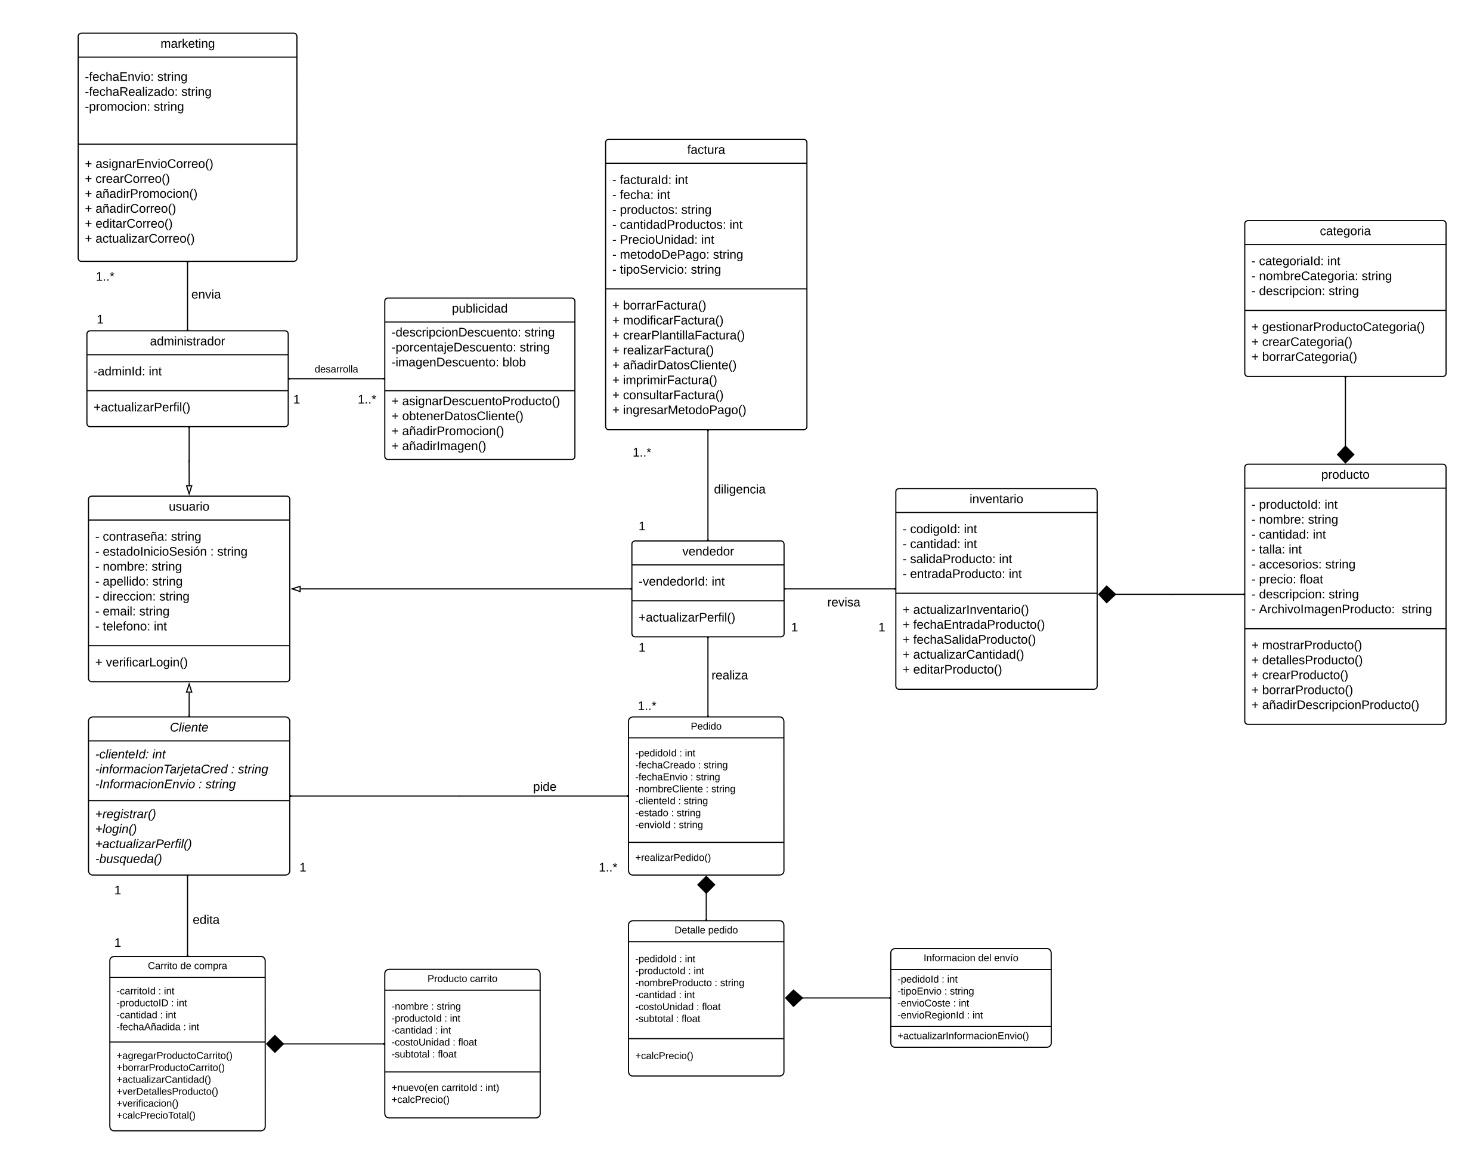 marketing
-fechaEnvio: string
-fechaRealizado: string
-promocion: string
+ asignarEnvioCorreo()
+ crearCorreo()
+ añadirPromocion()
+ añadirCorreo()
+ editarCorreo()
+ actualizarCorreo()
1..*
envia
1
administrador
-adminId: int
+actualizarPerfil()
desarrolla
1
1..*
publicidad
-descripcionDescuento: string
-porcentajeDescuento: string
-imagenDescuento: blob
+ asignarDescuentoProducto()
+ obtenerDatosCliente()
+ añadirPromocion()
+ añadirImagen()
factura
- facturaId: int
- fecha: int
- productos: string
- cantidadProductos: int
- PrecioUnidad: int
- metodoDePago: string
- tipoServicio: string
+ borrarFactura()
+ modificarFactura()
+ crearPlantillaFactura()
+ realizarFactura()
+ añadirDatosCliente()
+ imprimirFactura()
+ consultarFactura()
+ ingresarMetodoPago()
1..*
diligencia
1
categoria
- categoriaId: int
- nombreCategoria: string
- descripcion: string
+ gestionarProductoCategoria()
+ crearCategoria()
+ borrarCategoria()
usuario
- contraseña: string
- estadoInicioSesión : string
- nombre: string
- apellido: string
- direccion: string
- email: string
- telefono: int
+ verificarLogin()
vendedor
-vendedorId: int
+actualizarPerfil()
revisa
1
1
inventario
- codigoId: int
- cantidad: int
- salidaProducto: int
- entradaProducto: int
+ actualizarInventario()
+ fechaEntradaProducto()
+ fechaSalidaProducto()
+ actualizarCantidad()
+ editarProducto()
producto
- productoId: int
- nombre: string
- cantidad: int
- talla: int
- accesorios: string
- precio: float
- descripcion: string
- ArchivoImagenProducto:  string
+ mostrarProducto()
+ detallesProducto()
+ crearProducto()
+ borrarProducto()
+ añadirDescripcionProducto()
1
realiza
1..*
Cliente
-clienteId: int
-informacionTarjetaCred : string
-InformacionEnvio : string
+registrar()
+login()
+actualizarPerfil()
-busqueda()
pide
1
1..*
Pedido
-pedidoId : int
-fechaCreado : string
-fechaEnvio : string
-nombreCliente : string
-clienteId : string
-estado : string
-envioId : string
+realizarPedido()
1
edita
1
Carrito de compra
-carritoId : int
-productoID : int
-cantidad : int
-fechaAñadida : int
+agregarProductoCarrito()
+borrarProductoCarrito()
+actualizarCantidad()
+verDetallesProducto()
+verificacion()
+calcPrecioTotal()
Producto carrito
-nombre : string
-productoId : int
-cantidad : int
-costoUnidad : float
-subtotal : float
+nuevo(en carritoId : int)
+calcPrecio()
Detalle pedido
-pedidoId : int
-productoId : int
-nombreProducto : string
-cantidad : int
-costoUnidad : float
-subtotal : float
+calcPrecio()
Informacion del envío
-pedidoId : int
-tipoEnvio : string
-envioCoste : int
-envioRegionId : int
+actualizarInformacionEnvio()